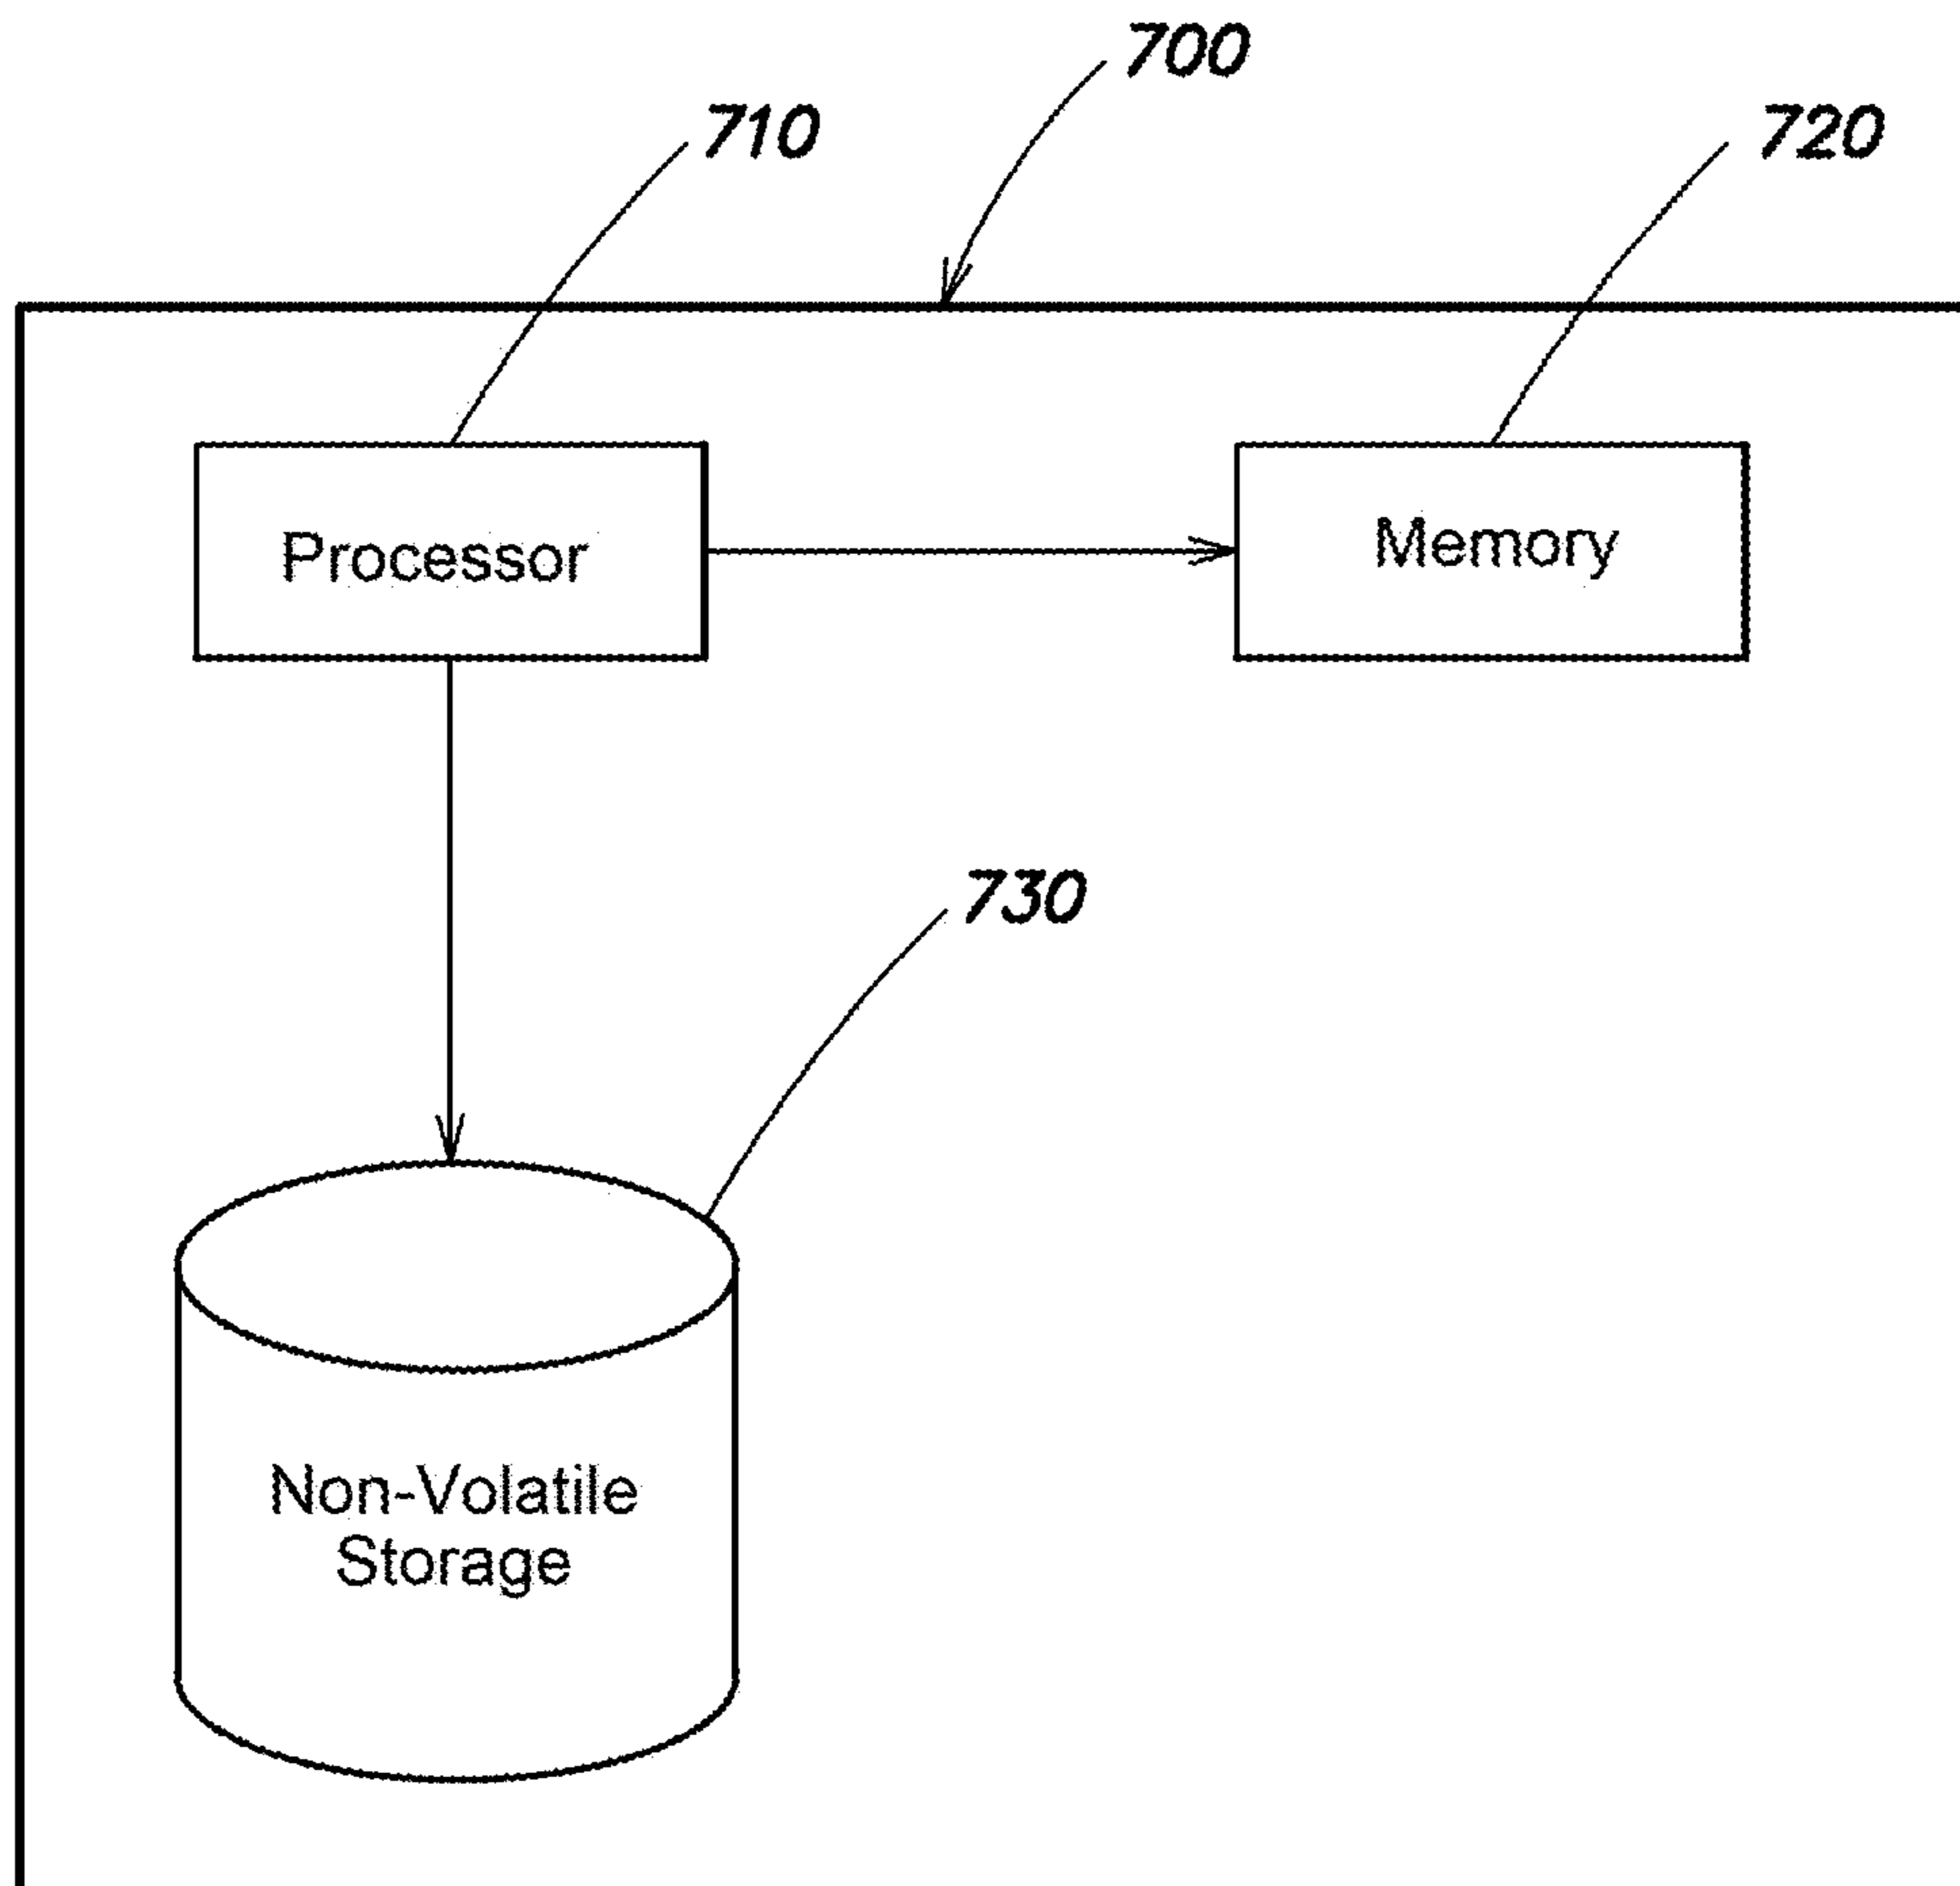 700
710
720
Processor
Memory
730
Non-Volatile
Storage